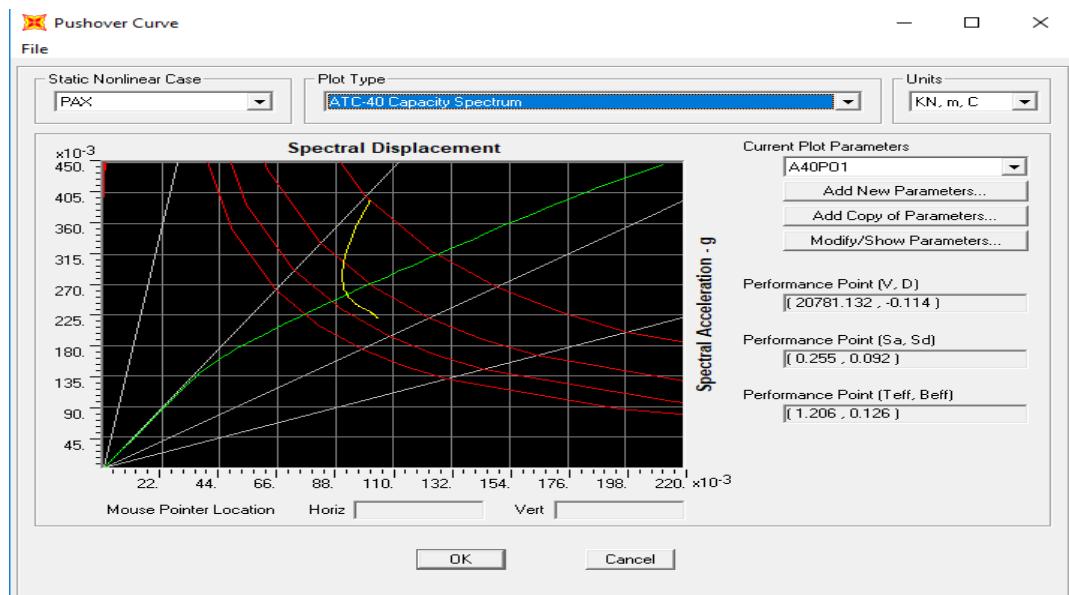 Pushover Curve
File
Static Nonlinear Case
PAX
Plot Type
ATC-40 Capacity Spectrum
Units
KN, m, C
Spectral Displacement
x10-3
450.
405.
360.
315.
270.
225.
180.
135.
90.
45.
22. 44. 66. 88. 110. 132. 154. 176. 198. 220. x10-3
Spectral Acceleration - g
Mouse Pointer Location Horiz Vert
Current Plot Parameters
A40PO1
Add New Parameters...
Add Copy of Parameters...
Modify/Show Parameters...
Performance Point (V, D)
( 20781.132 , -0.114 )
Performance Point (Sa, Sd)
( 0.255 , 0.092 )
Performance Point (Teff, Beff)
( 1.206 , 0.126 )
OK
Cancel